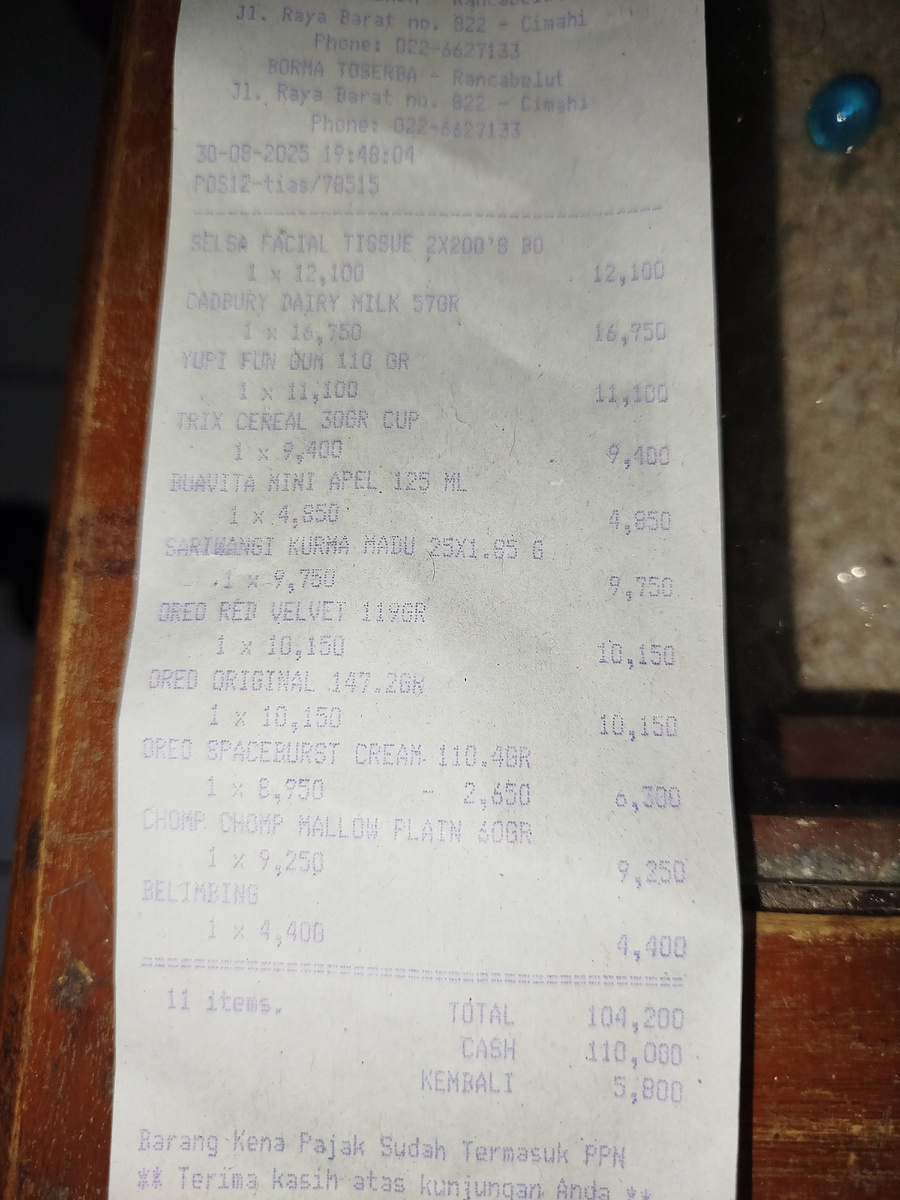 Jl. Raya Barat no. 822 - Cimahi
Phone: 022-6627133
BORMA TOSERBA - Rancabelut
Jl. Raya Barat no. 822 - Cimahi
Phone: 022-6627133
30-08-2025 19:48:04
POS12-tias/78515
SELSA FACIAL TISSUE 2X200'S BO
1 x 12,100 12,100
CADBURY DAIRY MILK 57GR
1 x 16,750 16,750
YUPI FUN GUM 110 GR
1 x 11,100 11,100
TRIX CEREAL 30GR CUP
1 x 9,400 9,400
BUAVITA MINI APEL 125 ML
1 x 4,850 4,850
SARIWANGI KURMA MADU 25X1.85 G
1 x 9,750 9,750
OREO RED VELVET 119GR
1 x 10,150 10,150
OREO ORIGINAL 147.2GR
1 x 10,150 10,150
OREO SPACEBURST CREAM 110.4GR
1 x 8,950 - 2,650 6,300
CHOMP CHOMP MALLOW PLAIN 60GR
1 x 9,250 9,250
BELIMBING
1 x 4,400 4,400
11 items. TOTAL 104,200
CASH 110,000
KEMBALI 5,800
Barang Kena Pajak Sudah Termasuk PPN
** Terima kasih atas kunjungan Anda **